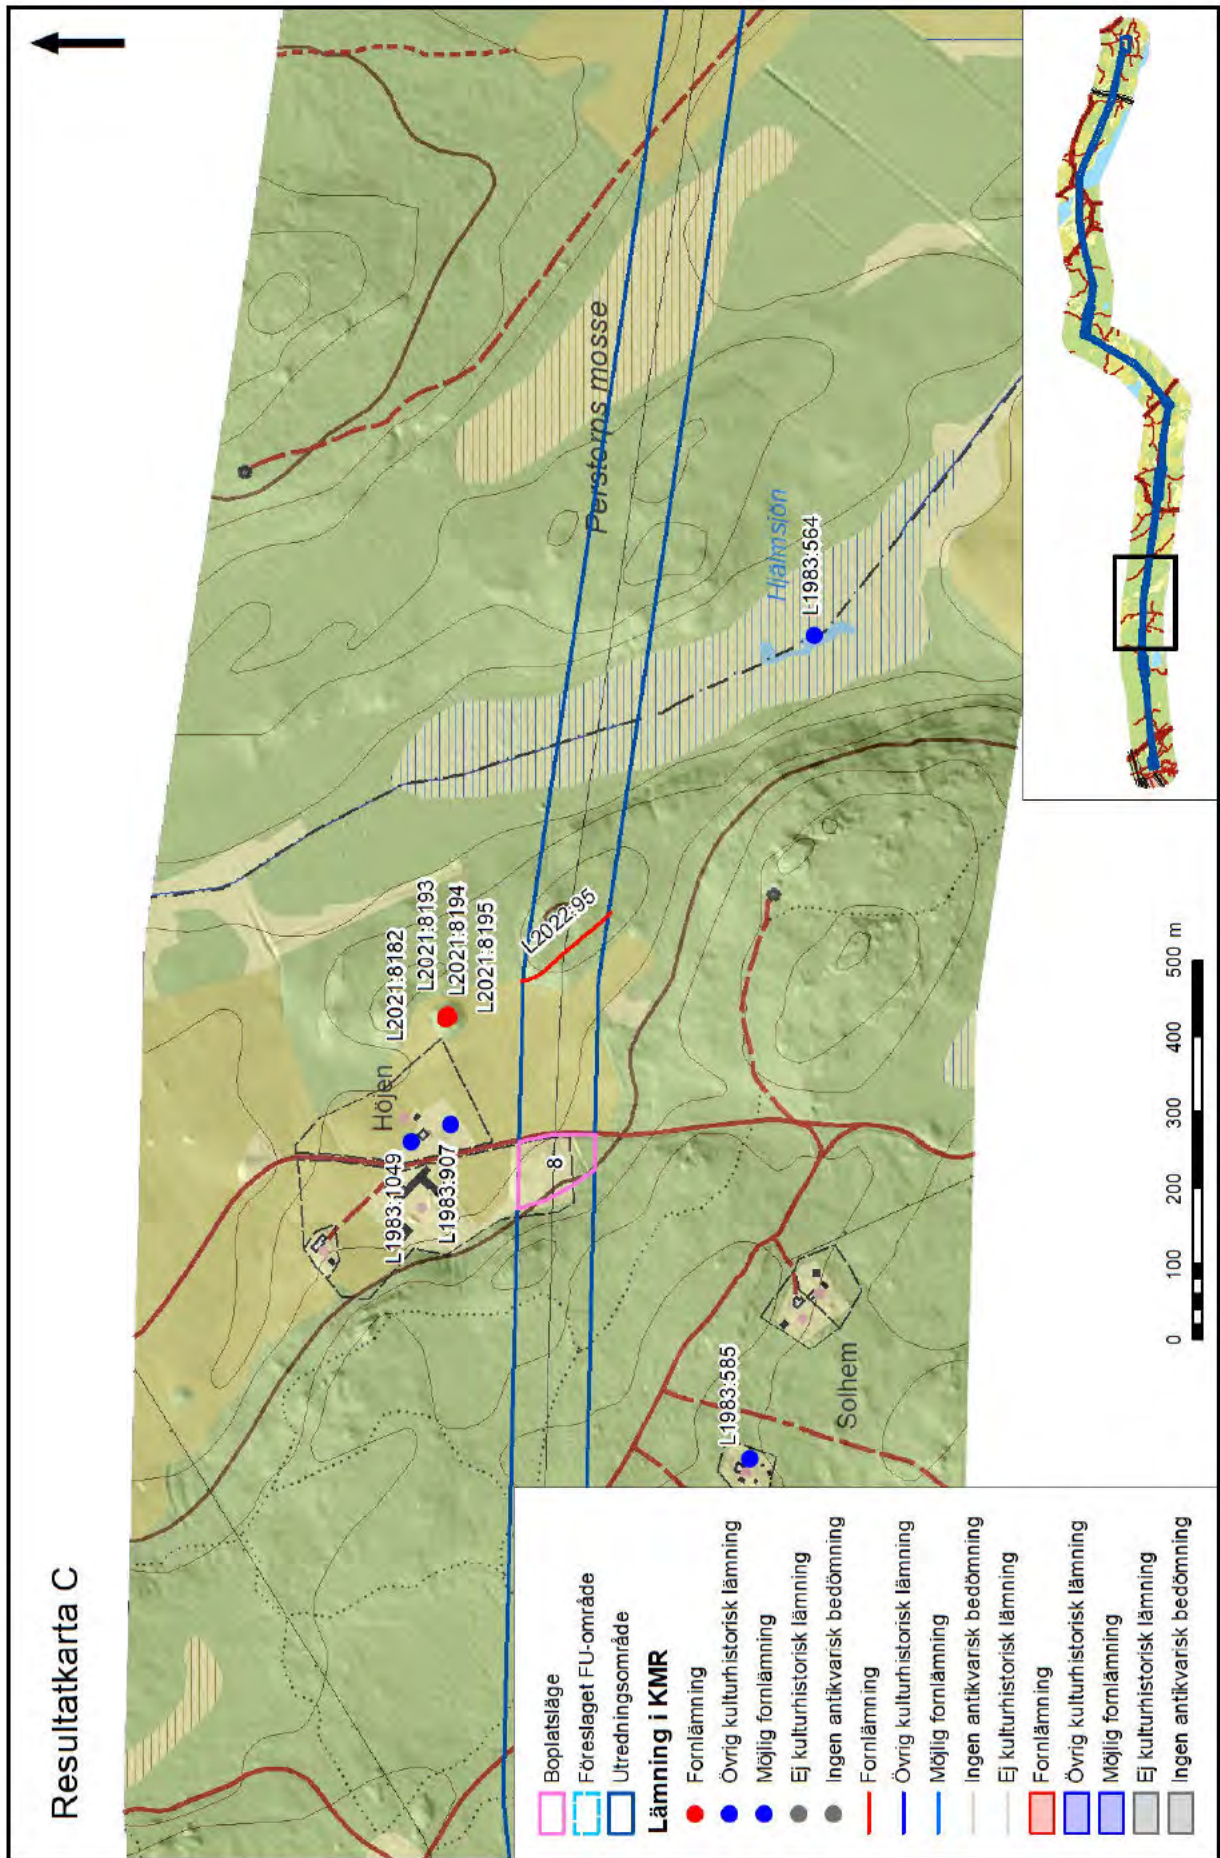 Resultatkarta C
Höjen
L2021:8182
L2021:8193
L2021:8194
L2021:8195
L1983:1049
L1983:907
L2022:95
8
Perstorps mosse
Hjälmsjön
L1983:564
L1983:585
Solhem
Boplatsläge
Föreslaget FU-område
Utredningsområde
Lämning i KMR
Fornlämning
Övrig kulturhistorisk lämning
Möjlig fornlämning
Ej kulturhistorisk lämning
Ingen antikvarisk bedömning
Fornlämning
Övrig kulturhistorisk lämning
Möjlig fornlämning
Ingen antikvarisk bedömning
Ej kulturhistorisk lämning
Fornlämning
Övrig kulturhistorisk lämning
Möjlig fornlämning
Ej kulturhistorisk lämning
Ingen antikvarisk bedömning
0 100 200 300 400 500 m